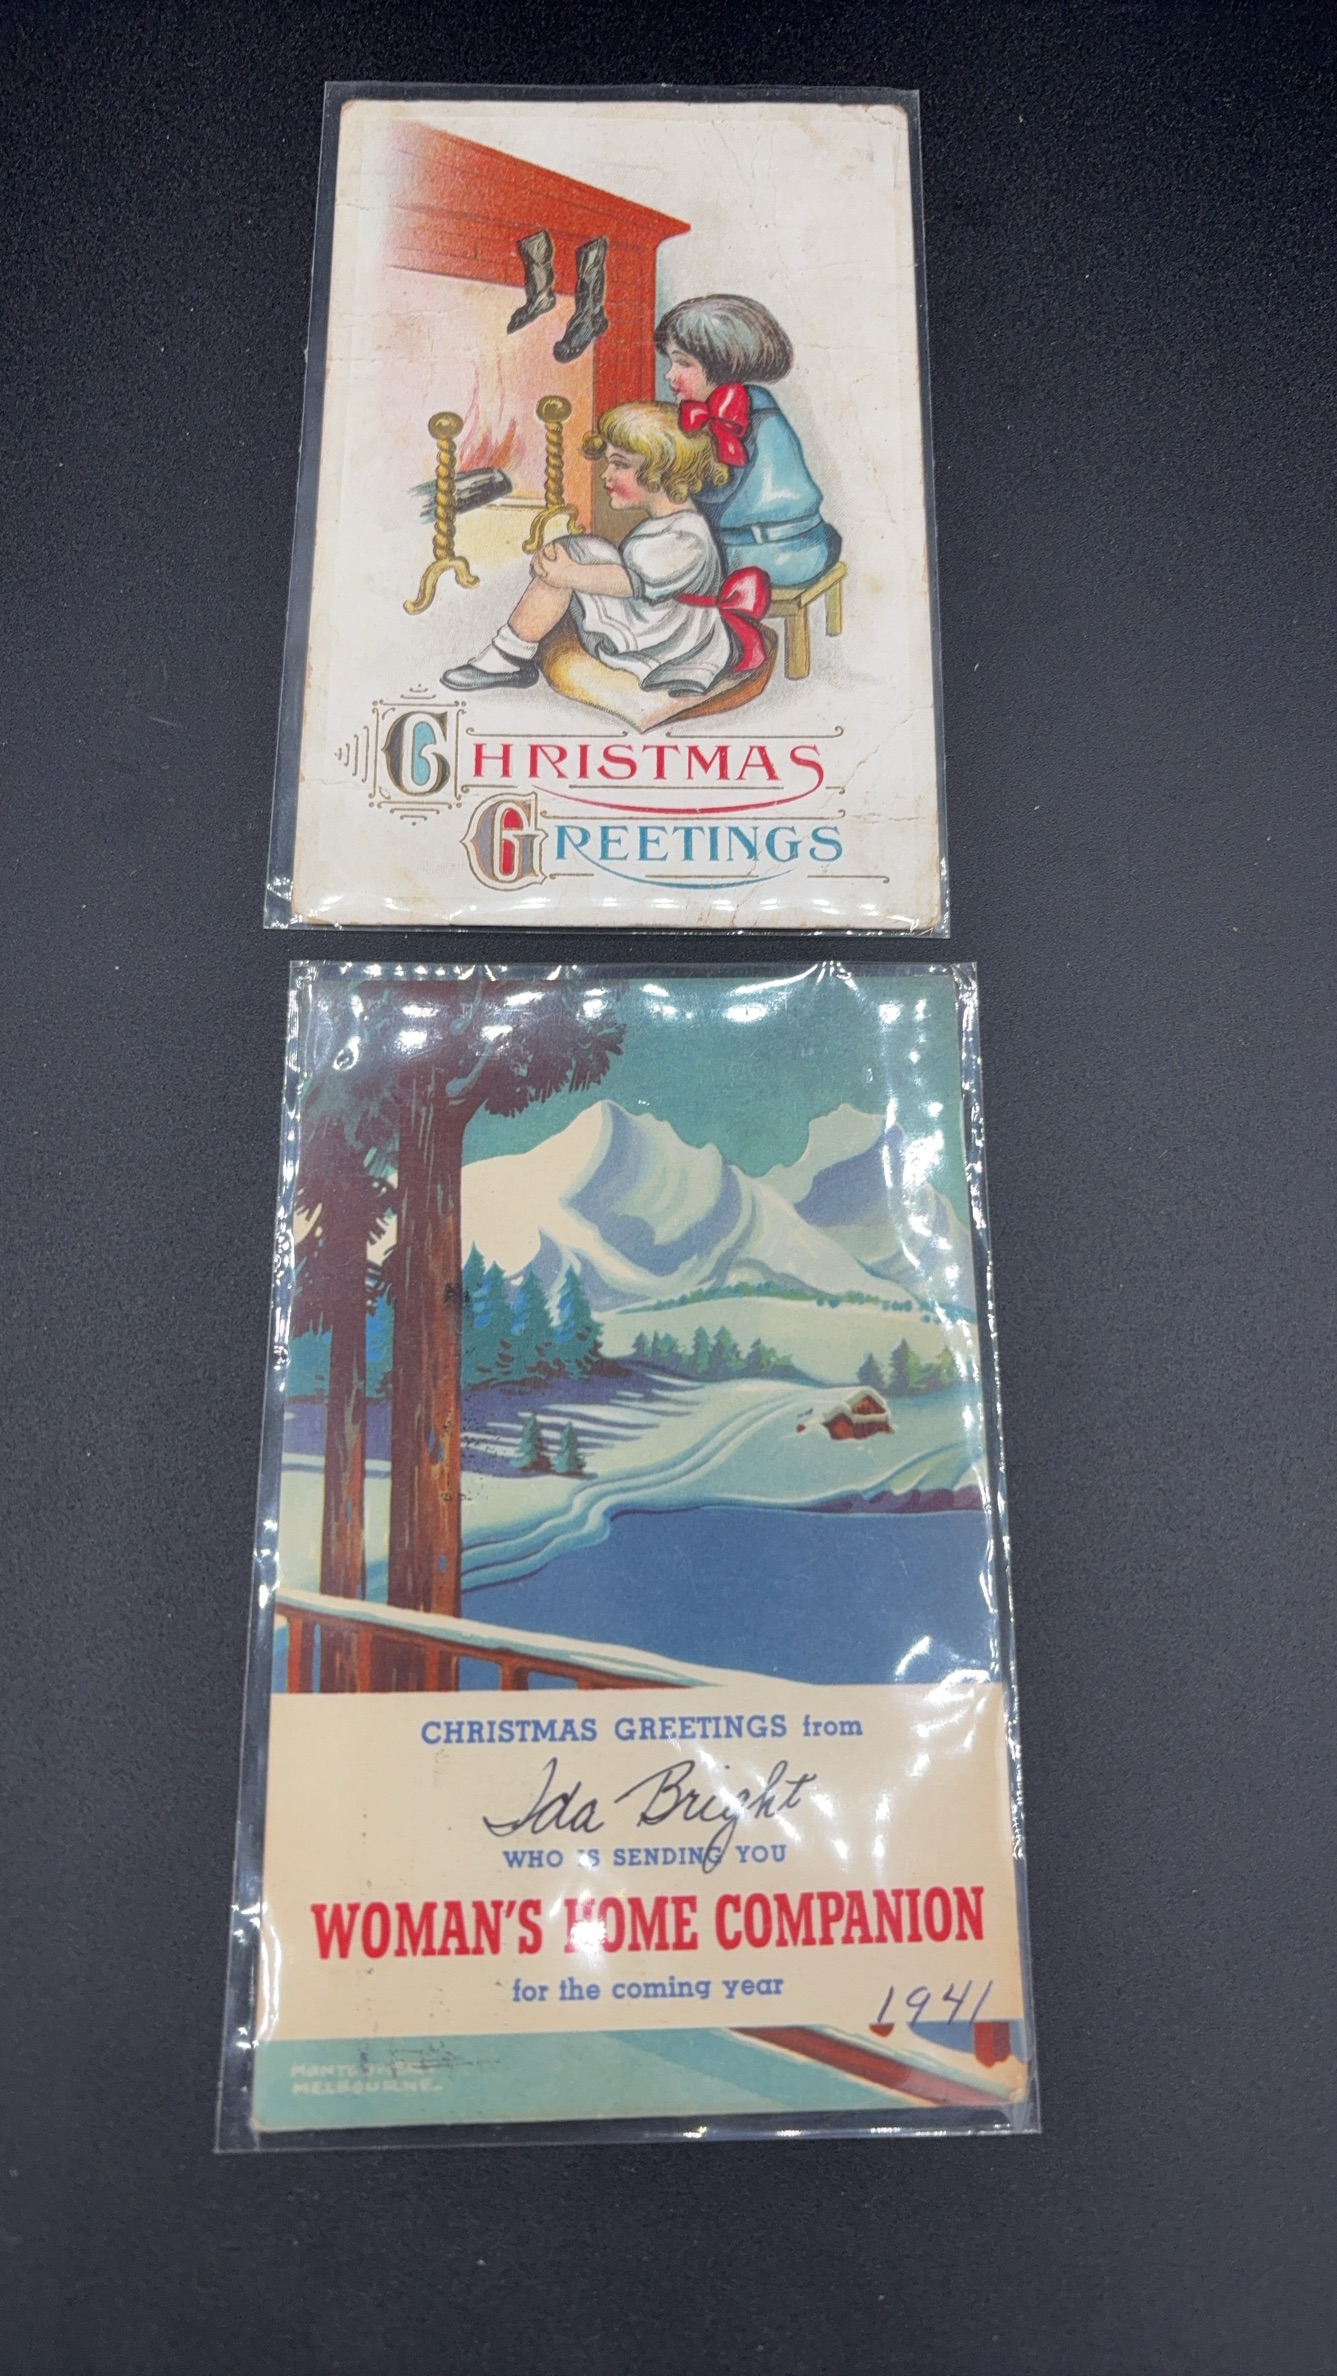 CHRISTMAS
GREETINGS
CHRISTMAS GREETINGS from
Ida Bright
WHO IS SENDING YOU
WOMAN'S HOME COMPANION
for the coming year
1941
MELBOURNE